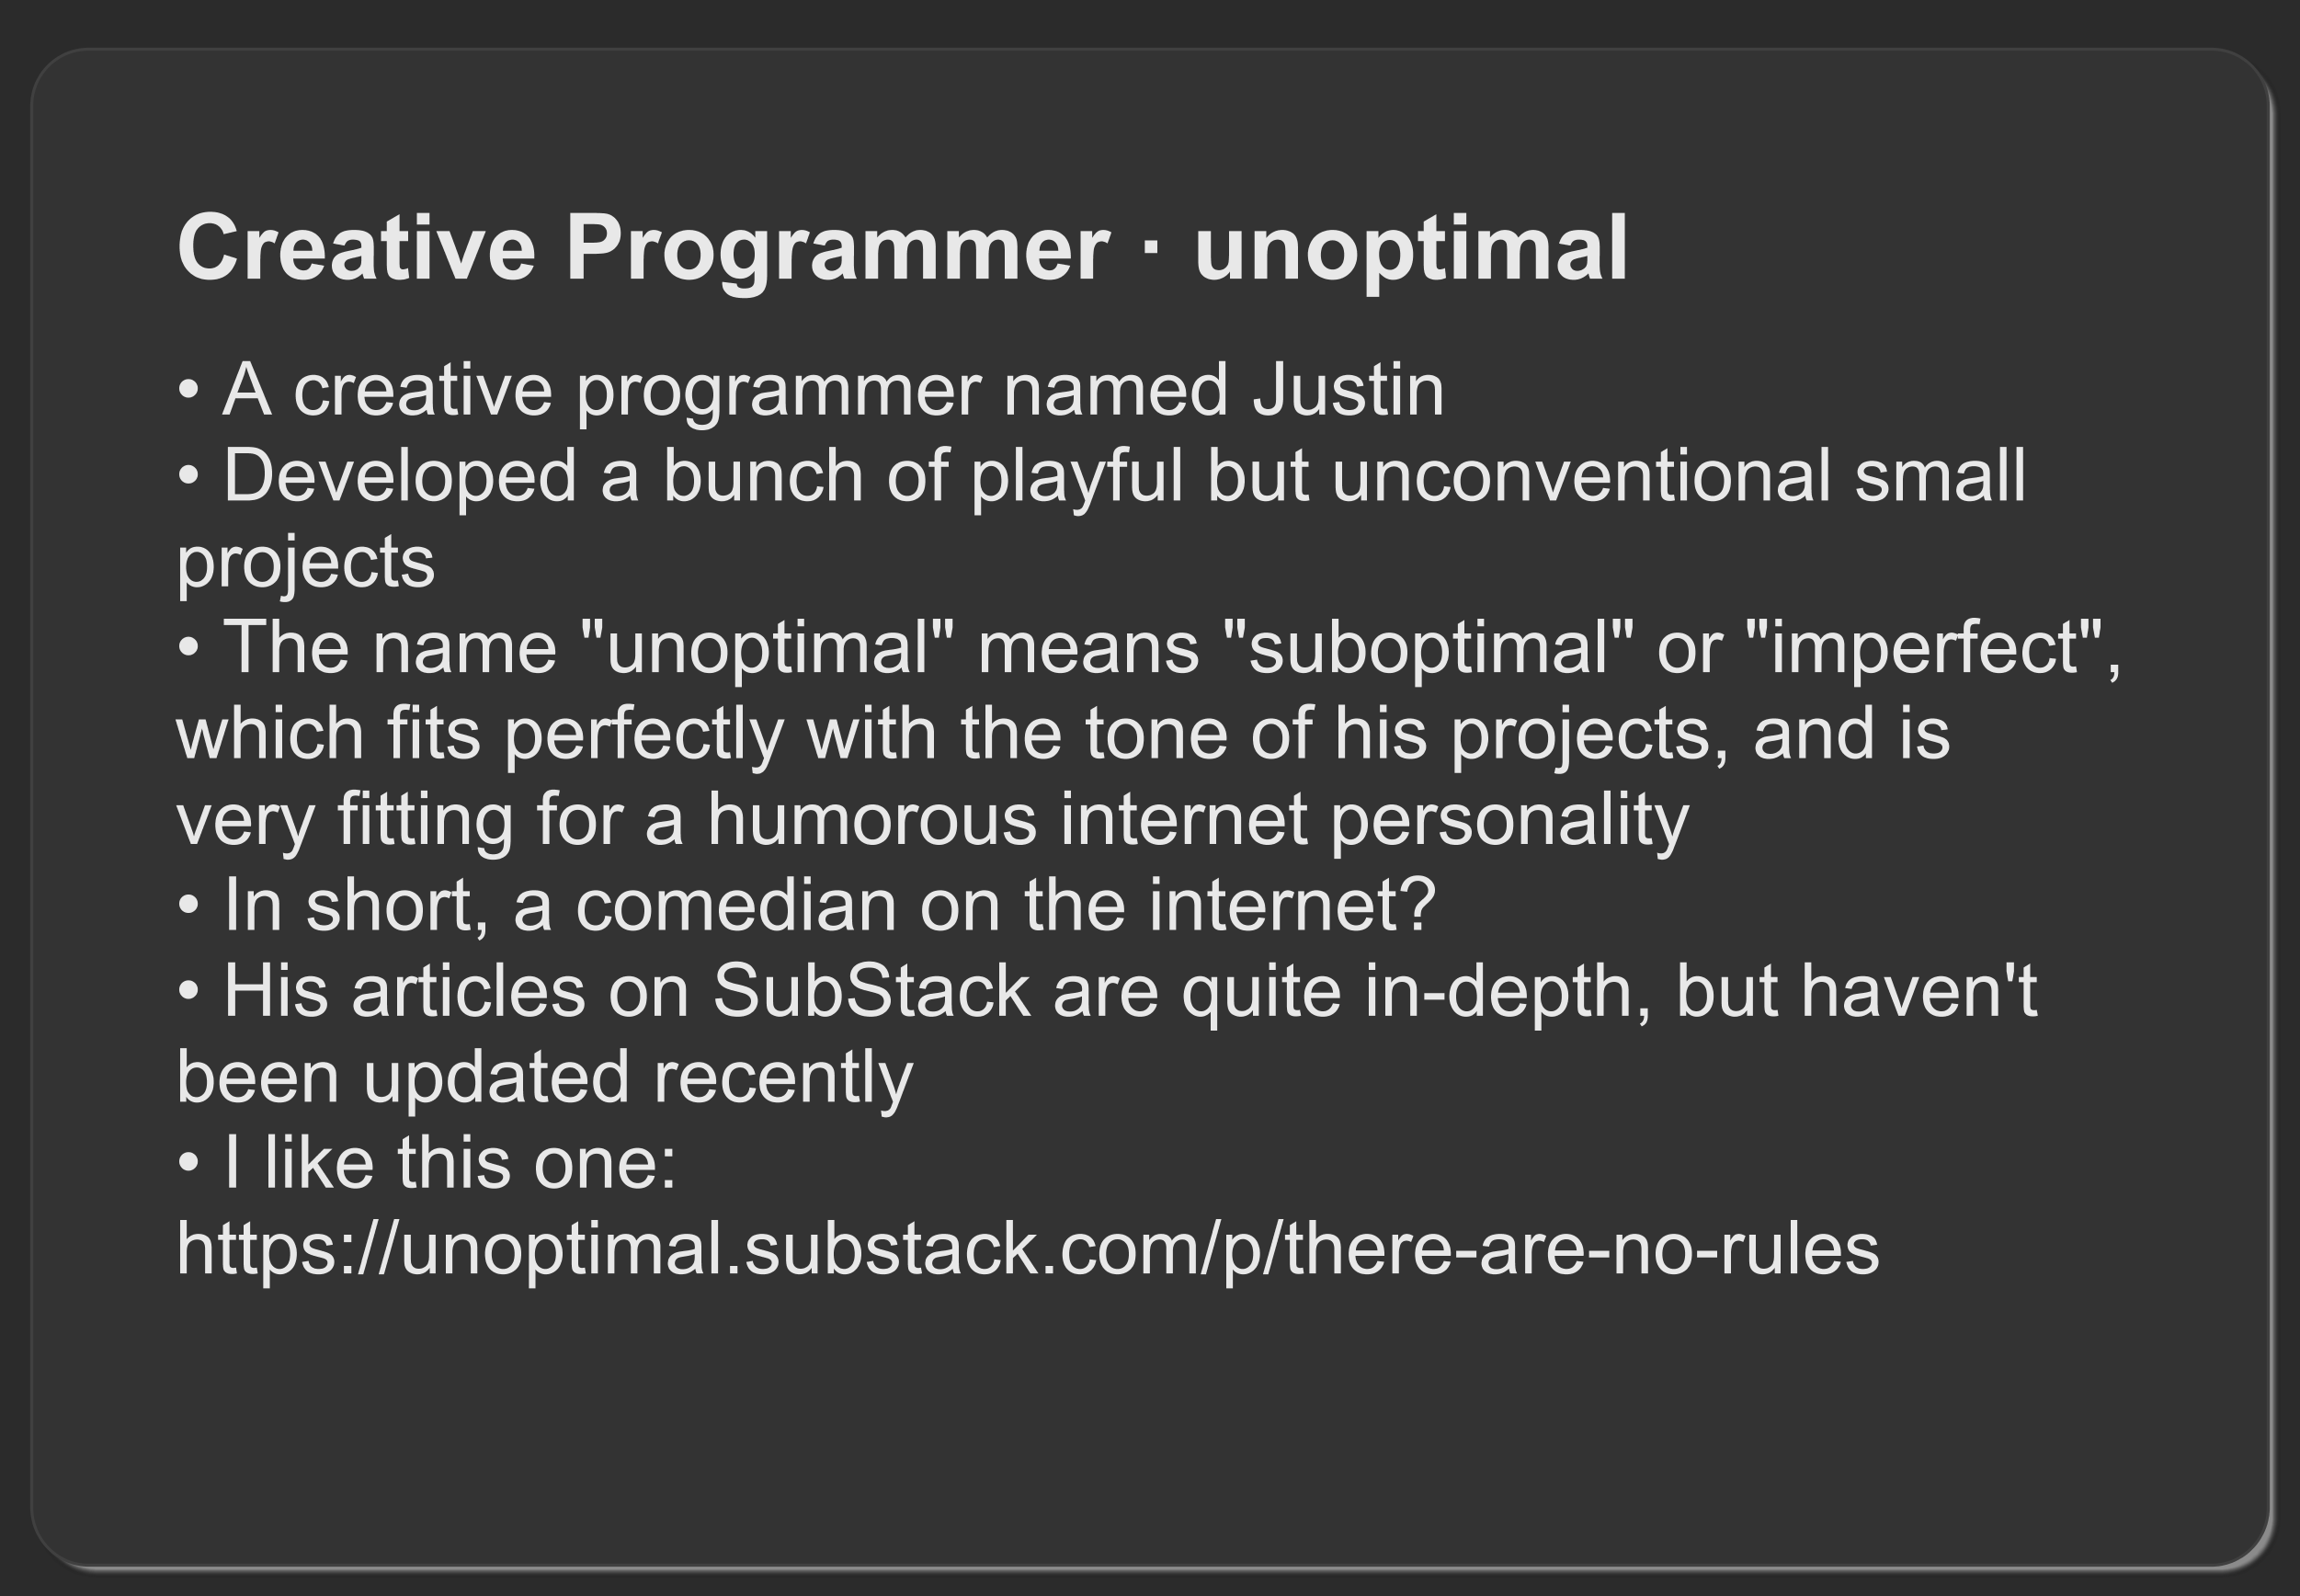 Creative Programmer · unoptimal
• A creative programmer named Justin
• Developed a bunch of playful but unconventional small
projects
• The name "unoptimal" means "suboptimal" or "imperfect",
which fits perfectly with the tone of his projects, and is
very fitting for a humorous internet personality
• In short, a comedian on the internet?
• His articles on SubStack are quite in-depth, but haven't
been updated recently
• I like this one:
https://unoptimal.substack.com/p/there-are-no-rules